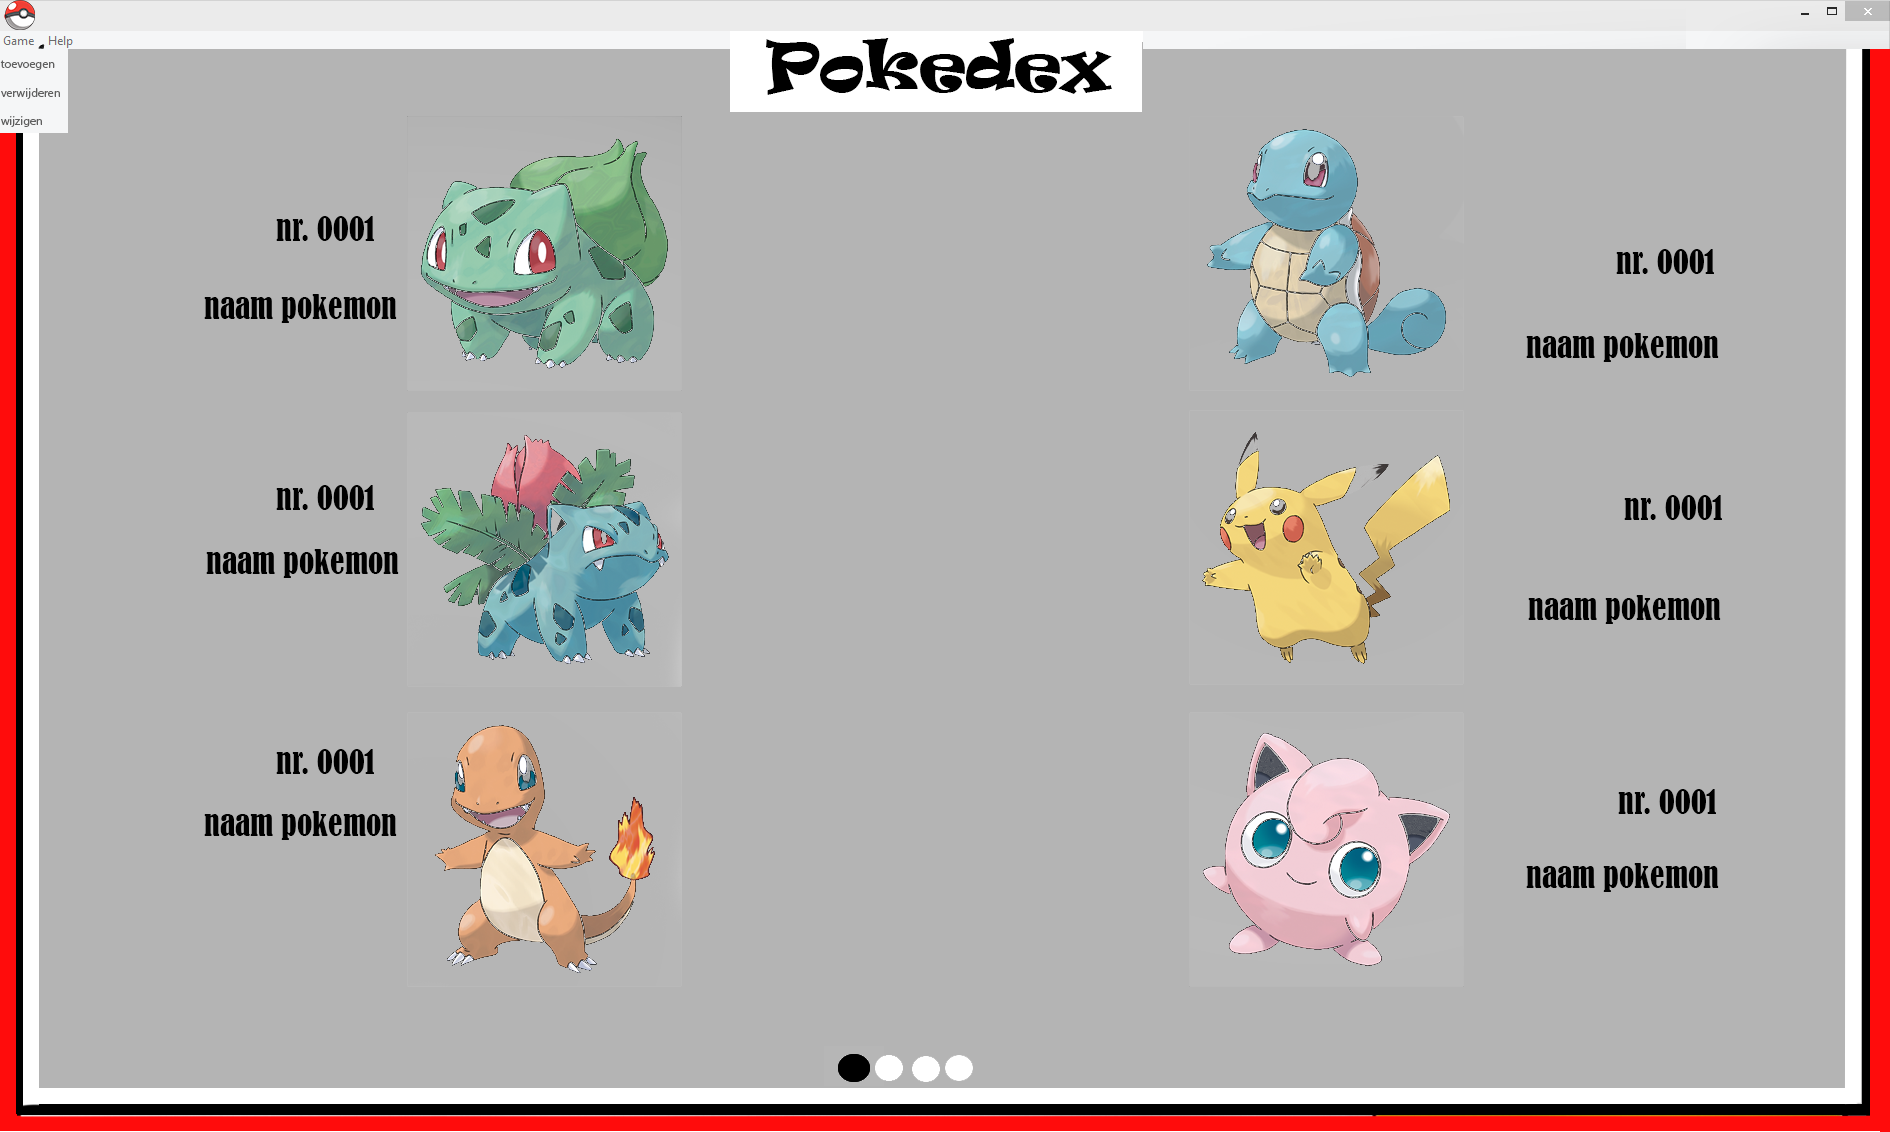 Game Help
toevoegen
verwijderen
wijzigen
Pokedex
nr. 0001
naam pokemon
nr. 0001
naam pokemon
nr. 0001
naam pokemon
nr. 0001
naam pokemon
nr. 0001
naam pokemon
nr. 0001
naam pokemon